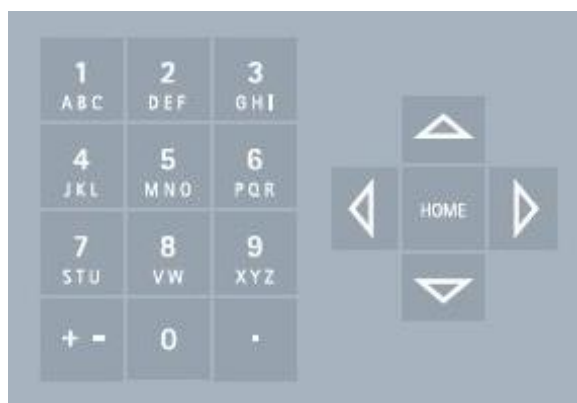 1 2 3
ABC DEF GHI
4 5 6
JKL MNO PQR
HOME
7 8 9
STU VW XYZ
+ - 0 .